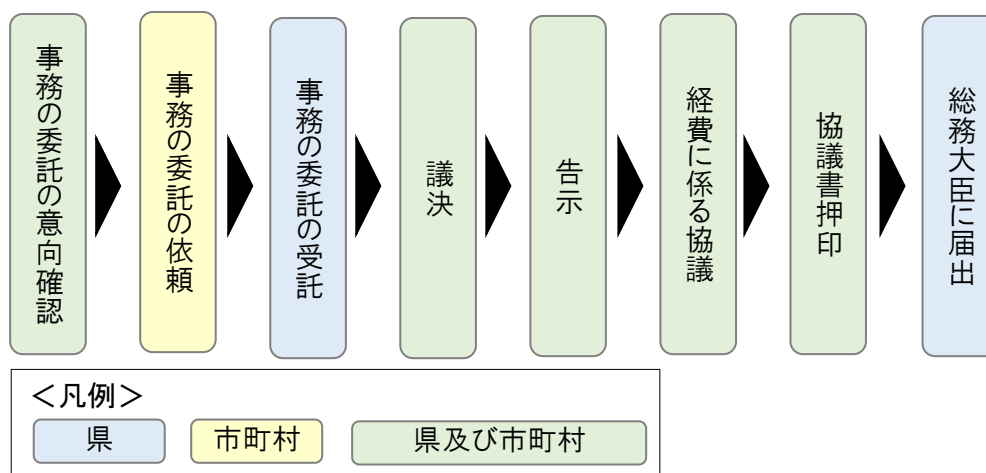 事務の委託の意向確認
事務の委託の依頼
事務の委託の受託
議決
告示
経費に係る協議
協議書押印
総務大臣に届出
＜凡例＞
県
市町村
県及び市町村